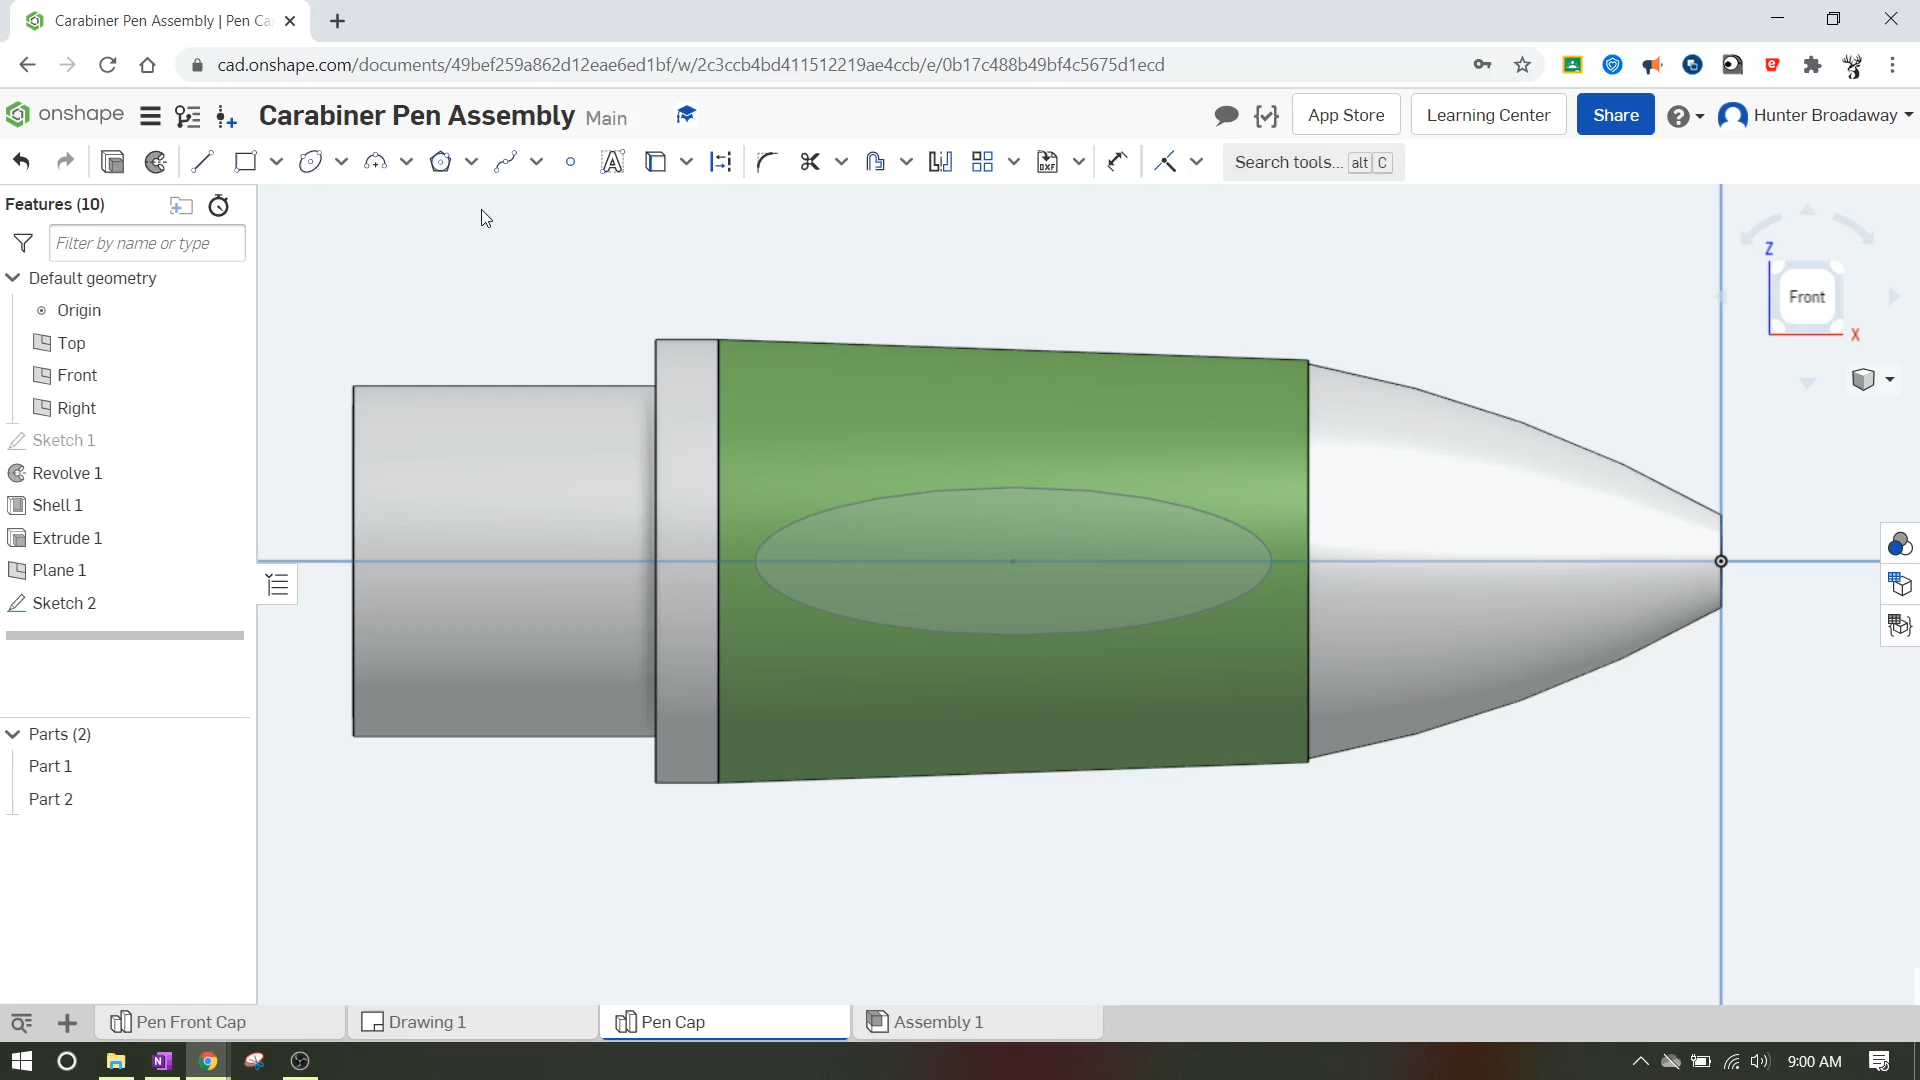 Carabiner Pen Assembly | Pen Ca
cad.onshape.com/documents/49bef259a862d12eae6ed1bf/w/2c3ccb4bd411512219ae4ccb/e/0b17c488b49bf4c5675d1ecd
onshape
Carabiner Pen Assembly Main
App Store
Learning Center
Share
Hunter Broadaway
Search tools... alt C
Features (10)
Filter by name or type
Default geometry
Origin
Top
Front
Right
Sketch 1
Revolve 1
Shell 1
Extrude 1
Plane 1
Sketch 2
Parts (2)
Part 1
Part 2
Z
Front
X
Pen Front Cap
Drawing 1
Pen Cap
Assembly 1
9:00 AM